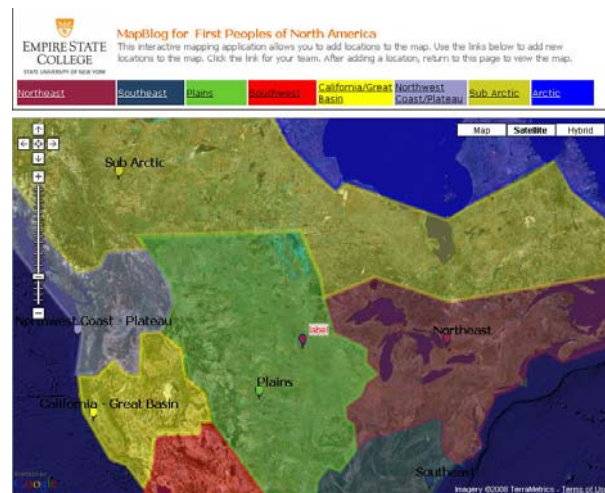 MapBlog for First Peoples of North America
EMPIRE STATE
COLLEGE
STATE UNIVERSITY OF NEW YORK
This interactive mapping application allows you to add locations to the map. Use the links below to add new
locations to the map. Click the link for your team. After adding a location, return to this page to view the map.
Northeast
Southeast
Plains
Southwest
California/Great
Basin
Northwest
Coast/Plateau
Sub Arctic
Arctic
Map
Satellite
Hybrid
Sub Arctic
Northwest Coast - Plateau
label
Northeast
Plains
California - Great Basin
Southeast
POWERED BY
Google
Imagery ©2008 TerraMetrics - Terms of Us